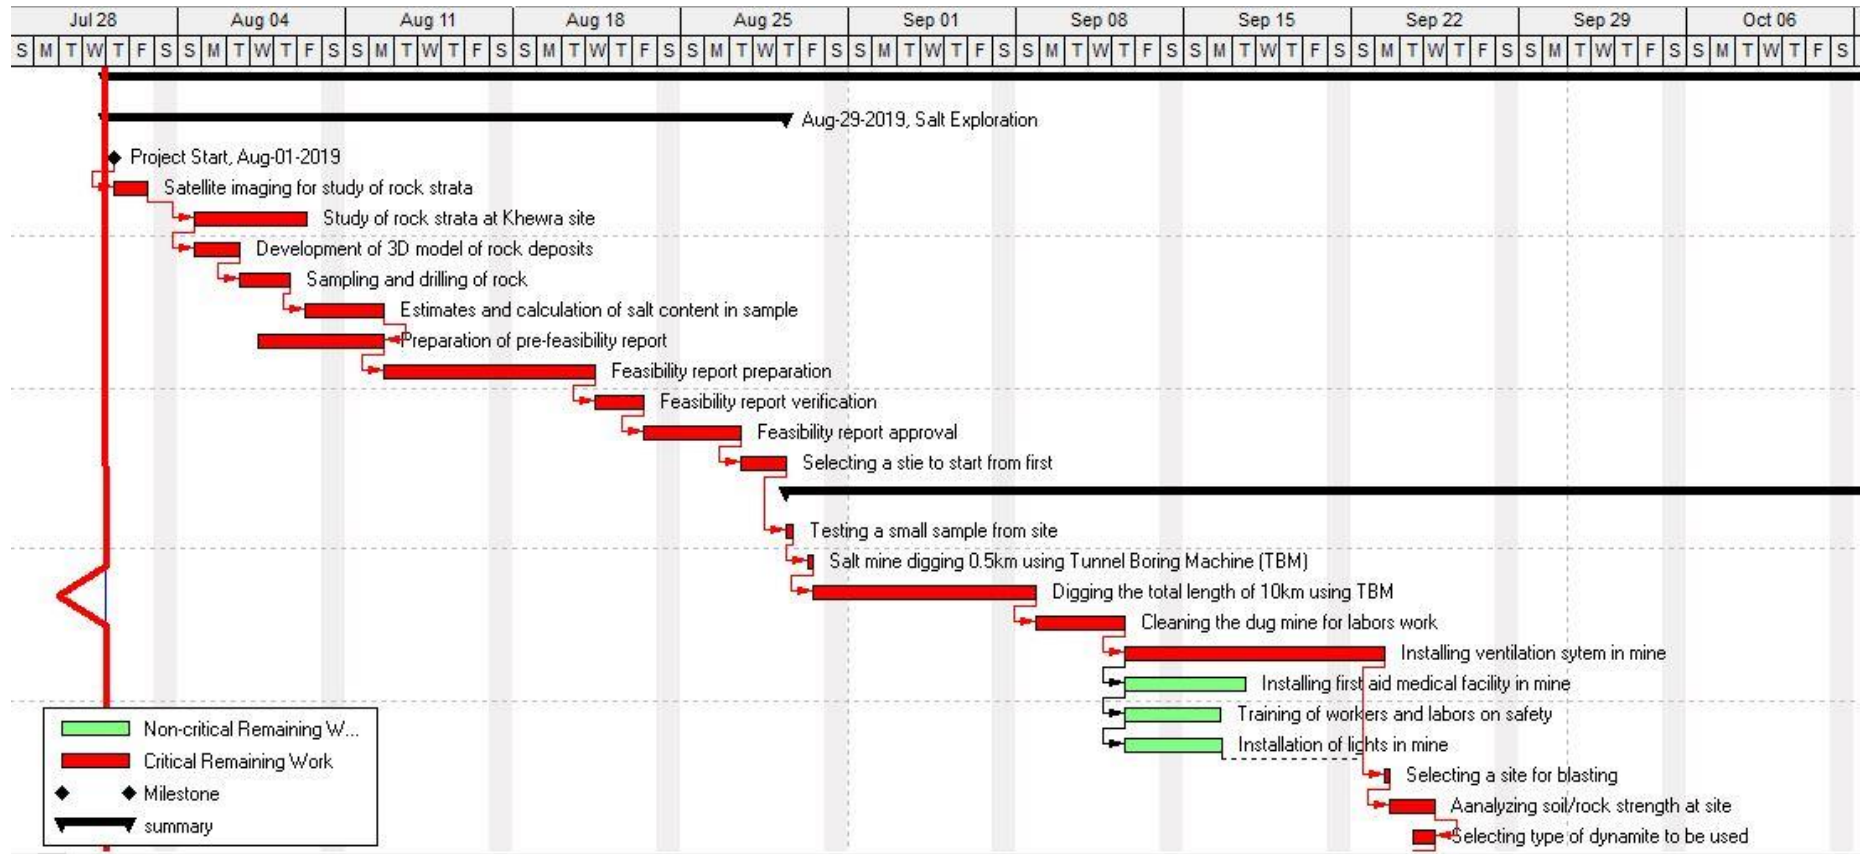 Jul 28 Aug 04 Aug 11 Aug 18 Aug 25 Sep 01 Sep 08 Sep 15 Sep 22 Sep 29 Oct 06
S M T W T F S S M T W T F S S M T W T F S S M T W T F S S M T W T F S S M T W T F S S M T W T F S S M T W T F S S M T W T F S S M T W T F S S M T W T F S
Aug-29-2019, Salt Exploration
Project Start, Aug-01-2019
Satellite imaging for study of rock strata
Study of rock strata at Khewra site
Development of 3D model of rock deposits
Sampling and drilling of rock
Estimates and calculation of salt content in sample
Preparation of pre-feasibility report
Feasibility report preparation
Feasibility report verification
Feasibility report approval
Selecting a stie to start from first
Testing a small sample from site
Salt mine digging 0.5km using Tunnel Boring Machine (TBM)
Digging the total length of 10km using TBM
Cleaning the dug mine for labors work
Installing ventilation sytem in mine
Installing first aid medical facility in mine
Training of workers and labors on safety
Installation of lights in mine
Selecting a site for blasting
Aanalyzing soil/rock strength at site
Selecting type of dynamite to be used
Non-critical Remaining W...
Critical Remaining Work
Milestone
summary